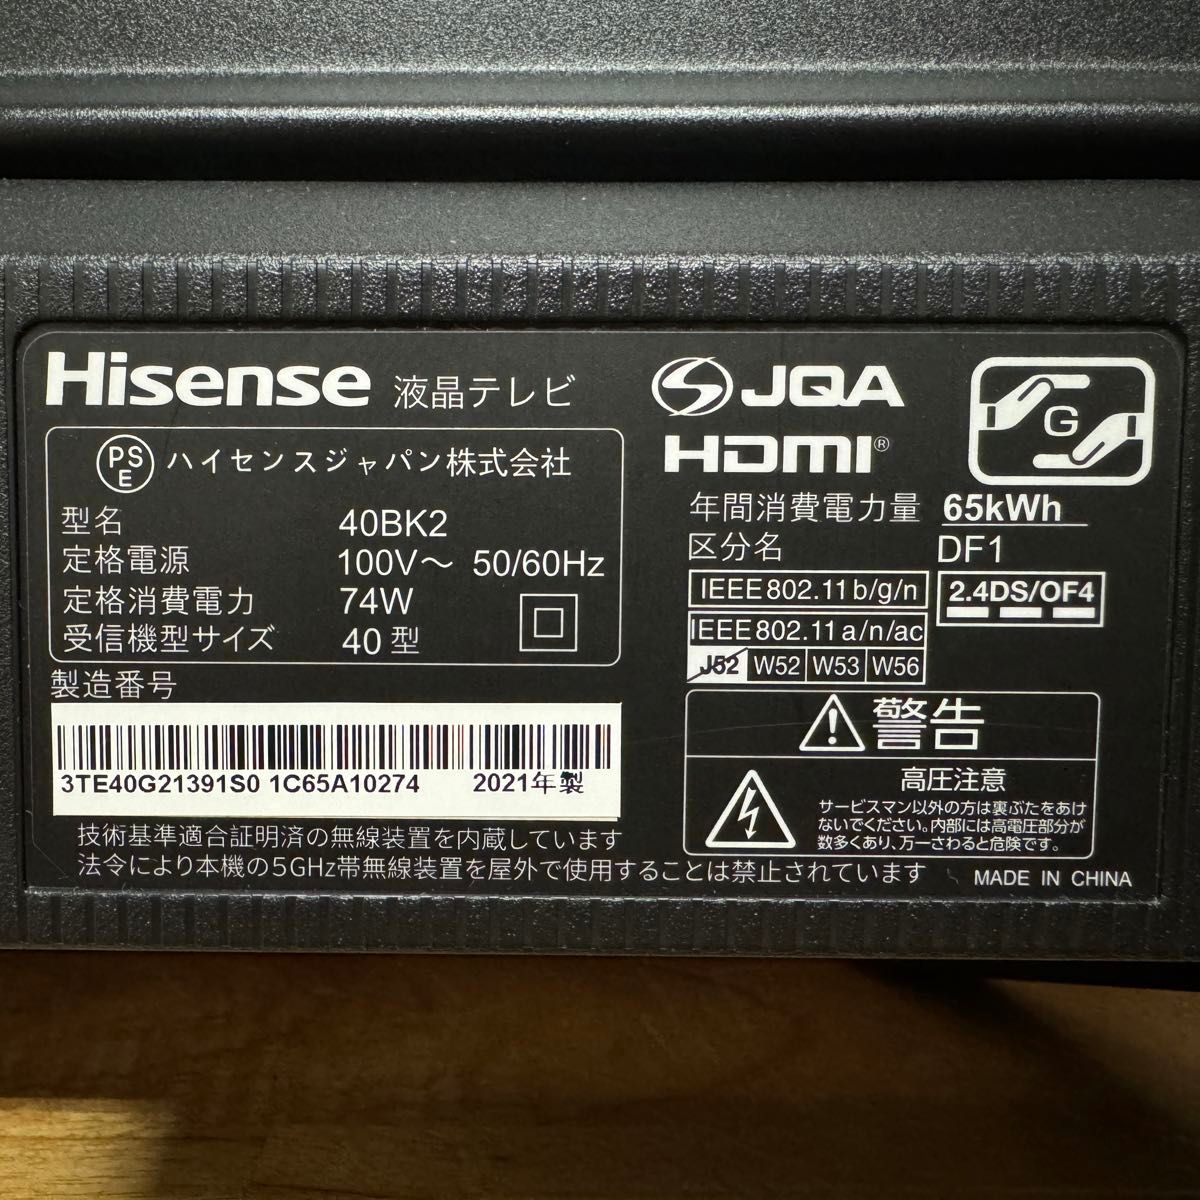 Hisense 液晶テレビ
PS
E
ハイセンスジャパン株式会社
型名 40BK2
定格電源 100V～ 50/60Hz
定格消費電力 74W
受信機型サイズ 40型
製造番号
3TE40G21391S0 1C65A10274 2021年製
JQA
HDMI®
G
年間消費電力量 65kWh
区分名 DF1
IEEE802.11b/g/n
2.4DS/OF4
IEEE802.11a/n/ac
J52 W52 W53 W56
警告
高圧注意
サービスマン以外の方は裏ぶたをあけ
ないでください。内部には高電圧部分が
数多くあり、万一さわると危険です。
技術基準適合証明済の無線装置を内蔵しています
法令により本機の5GHz帯無線装置を屋外で使用することは禁止されています
MADE IN CHINA